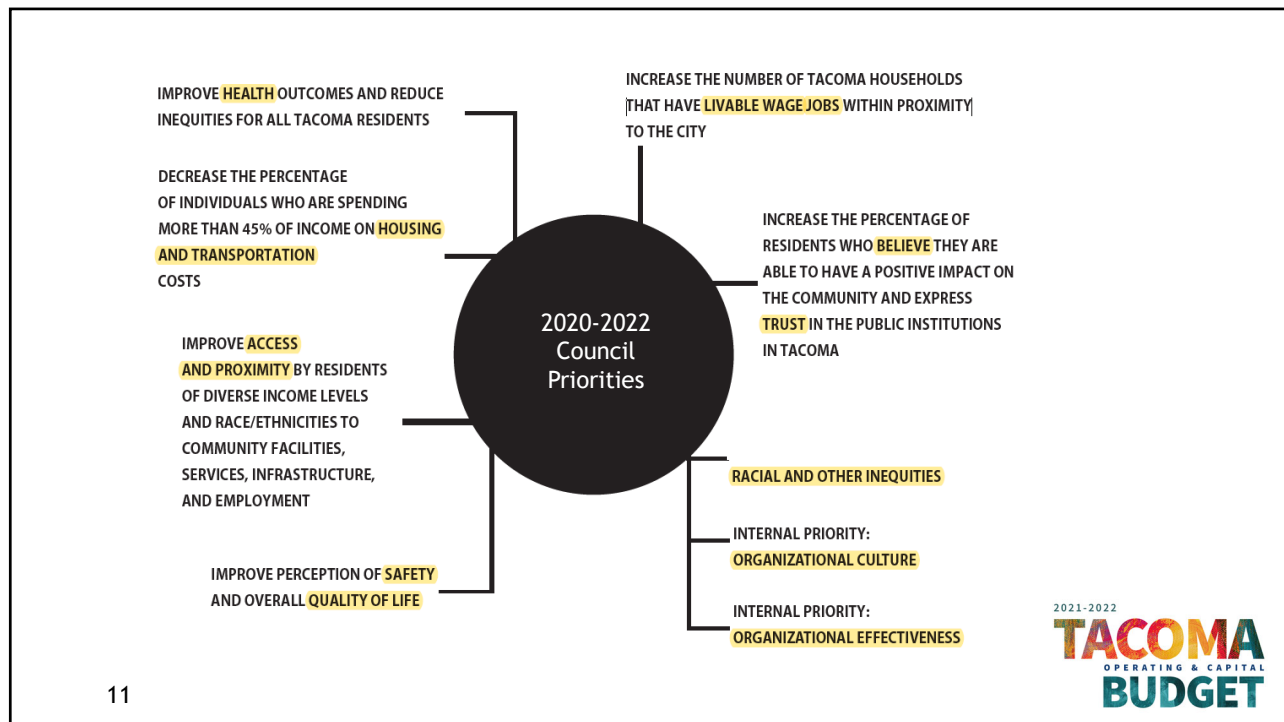 IMPROVE HEALTH OUTCOMES AND REDUCE
INEQUITIES FOR ALL TACOMA RESIDENTS
DECREASE THE PERCENTAGE
OF INDIVIDUALS WHO ARE SPENDING
MORE THAN 45% OF INCOME ON HOUSING
AND TRANSPORTATION
COSTS
IMPROVE ACCESS
AND PROXIMITY BY RESIDENTS
OF DIVERSE INCOME LEVELS
AND RACE/ETHNICITIES TO
COMMUNITY FACILITIES,
SERVICES, INFRASTRUCTURE,
AND EMPLOYMENT
IMPROVE PERCEPTION OF SAFETY
AND OVERALL QUALITY OF LIFE
2020-2022
Council
Priorities
INCREASE THE NUMBER OF TACOMA HOUSEHOLDS
THAT HAVE LIVABLE WAGE JOBS WITHIN PROXIMITY
TO THE CITY
INCREASE THE PERCENTAGE OF
RESIDENTS WHO BELIEVE THEY ARE
ABLE TO HAVE A POSITIVE IMPACT ON
THE COMMUNITY AND EXPRESS
TRUST IN THE PUBLIC INSTITUTIONS
IN TACOMA
RACIAL AND OTHER INEQUITIES
INTERNAL PRIORITY:
ORGANIZATIONAL CULTURE
INTERNAL PRIORITY:
ORGANIZATIONAL EFFECTIVENESS
11
2021-2022
TACOMA
OPERATING & CAPITAL
BUDGET